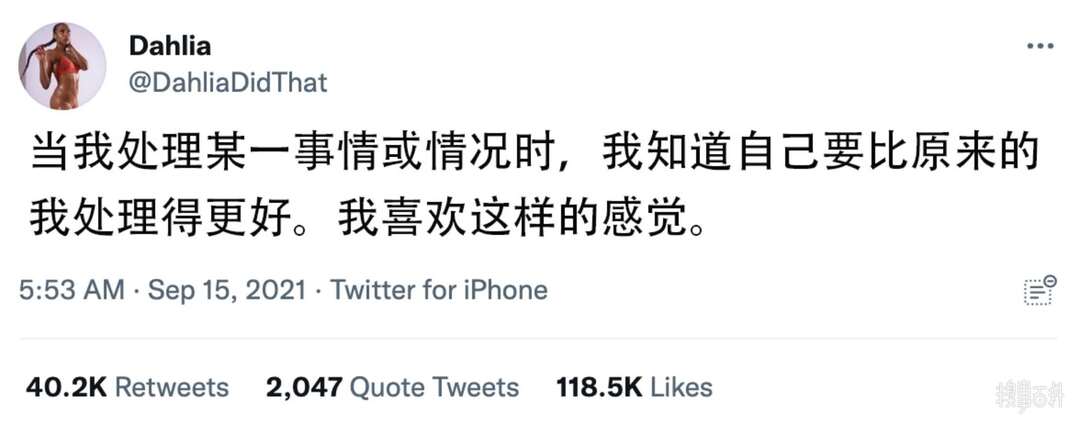 Dahlia
@DahliaDidThat
当我处理某一事情或情况时，我知道自己要比原来的
我处理得更好。我喜欢这样的感觉。
5:53 AM · Sep 15, 2021 · Twitter for iPhone
40.2K Retweets 2,047 Quote Tweets 118.5K Likes